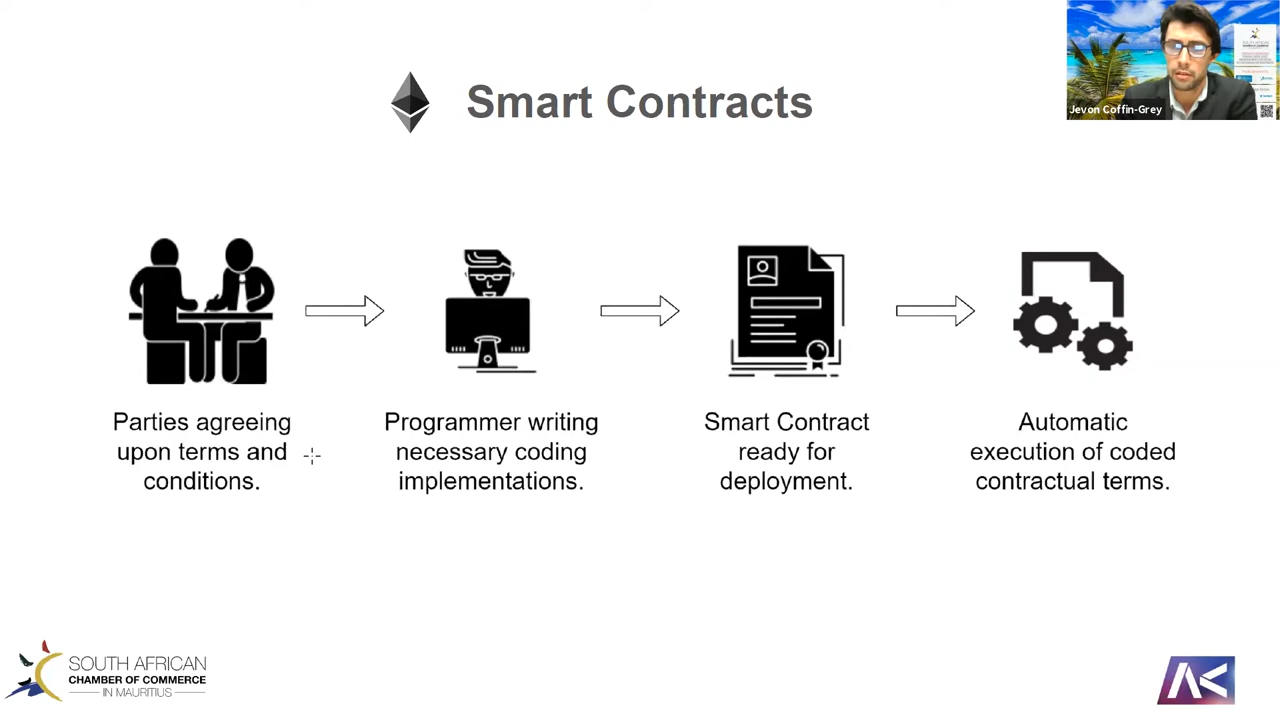 Smart Contracts
Jevon Coffin-Grey
Parties agreeing
upon terms and
conditions.
Programmer writing
necessary coding
implementations.
Smart Contract
ready for
deployment.
Automatic
execution of coded
contractual terms.
SOUTH AFRICAN
CHAMBER OF COMMERCE
IN MAURITIUS